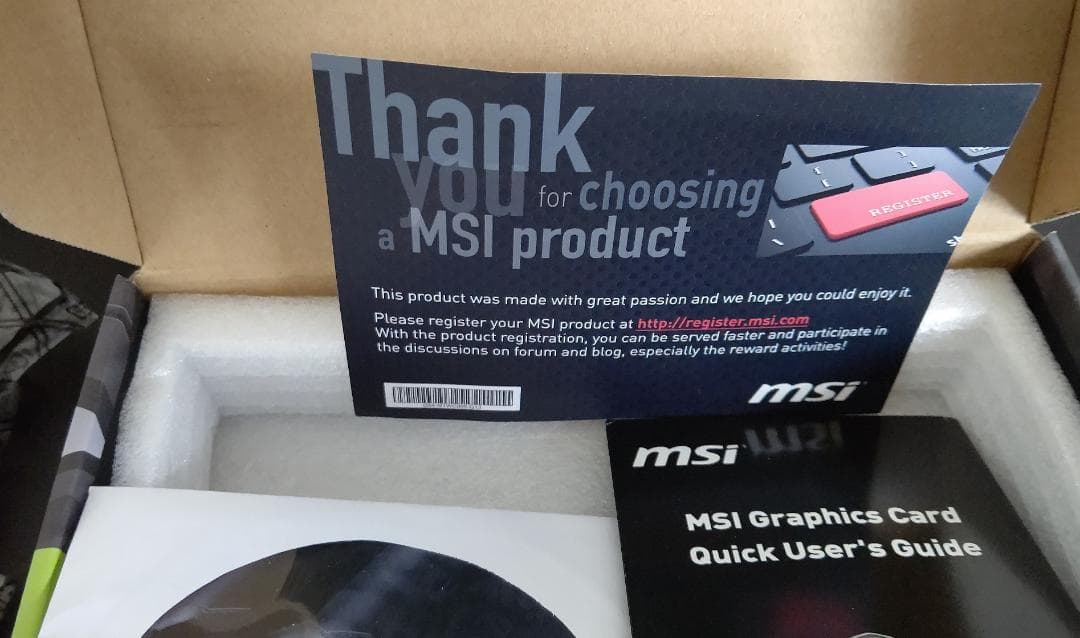 Thank
you for choosing
a MSI product
REGISTER
This product was made with great passion and we hope you could enjoy it.
Please register your MSI product at http://register.msi.com
With the product registration, you can be served faster and participate in
the discussions on forum and blog, especially the reward activities!
msi
msi
MSI Graphics Card
Quick User's Guide